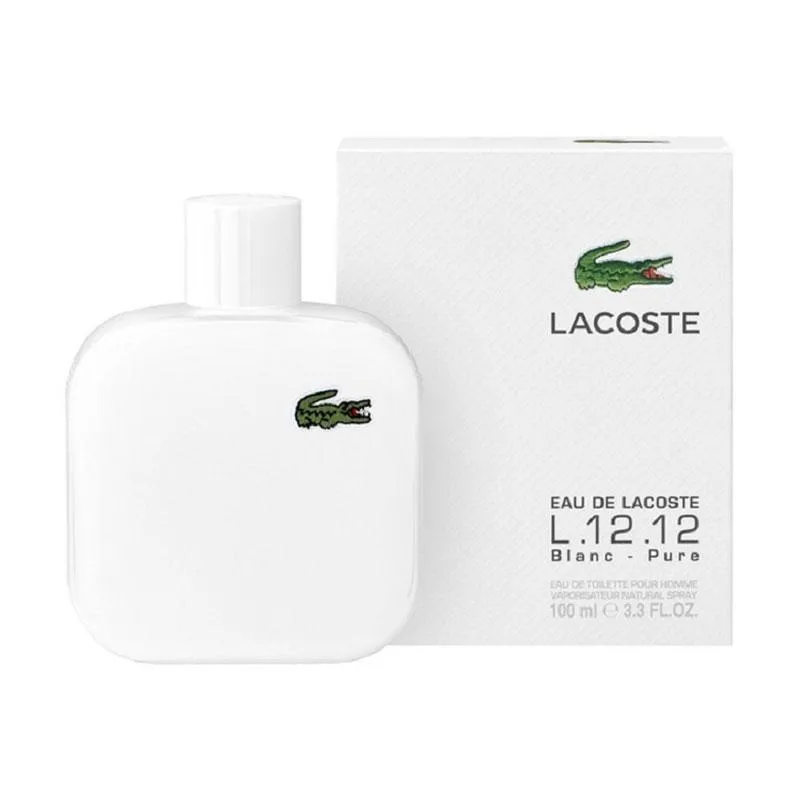 LACOSTE
EAU DE LACOSTE
L.12.12
Blanc - Pure
EAU DE TOILETTE POUR HOMME
VAPORISATEUR NATURAL SPRAY
100 ml ℮ 3.3 FL.OZ.